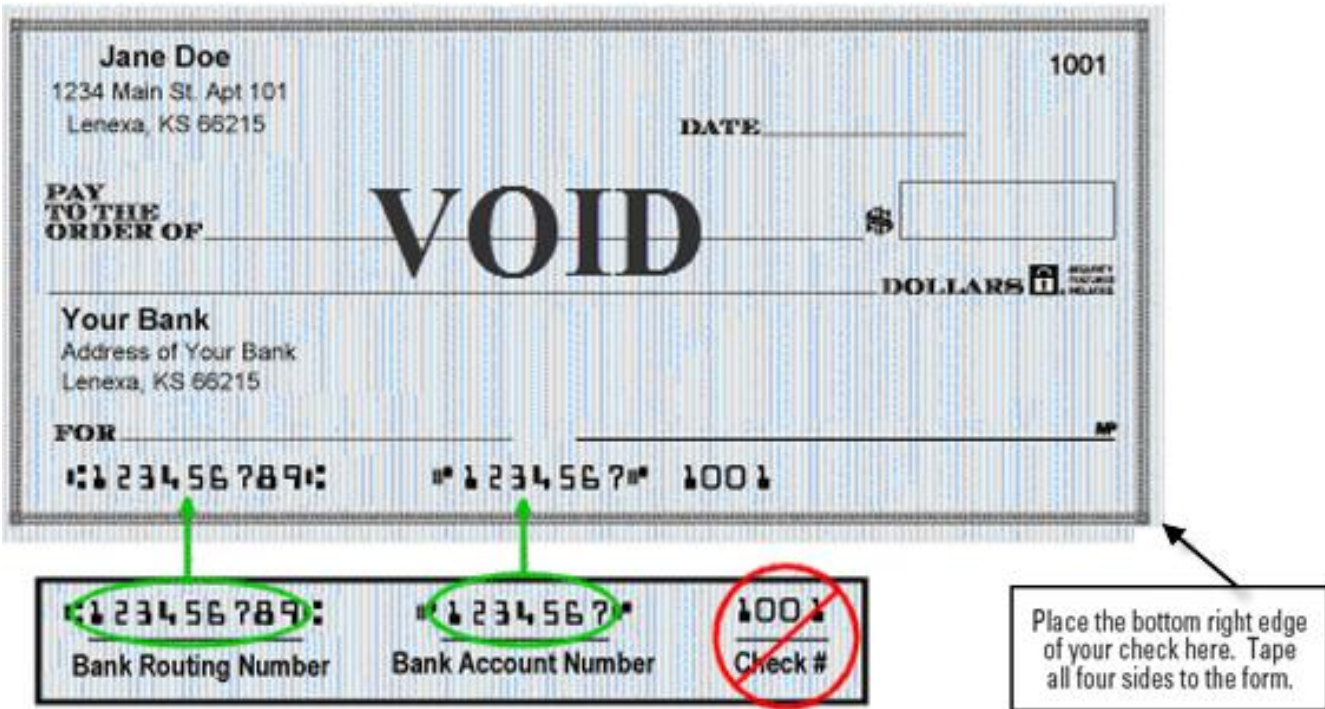 Jane Doe
1001
1234 Main St. Apt 101
Lenexa, KS 66215
DATE
PAY
TO THE
ORDER OF
VOID
$
DOLLARS
Your Bank
Address of Your Bank
Lenexa, KS 66215
FOR
MP
⑆123456789⑆ ⑈1234567⑈ 1001
⑆123456789⑆ ⑈1234567⑈ 1001
Bank Routing Number Bank Account Number Check #
Place the bottom right edge
of your check here. Tape
all four sides to the form.